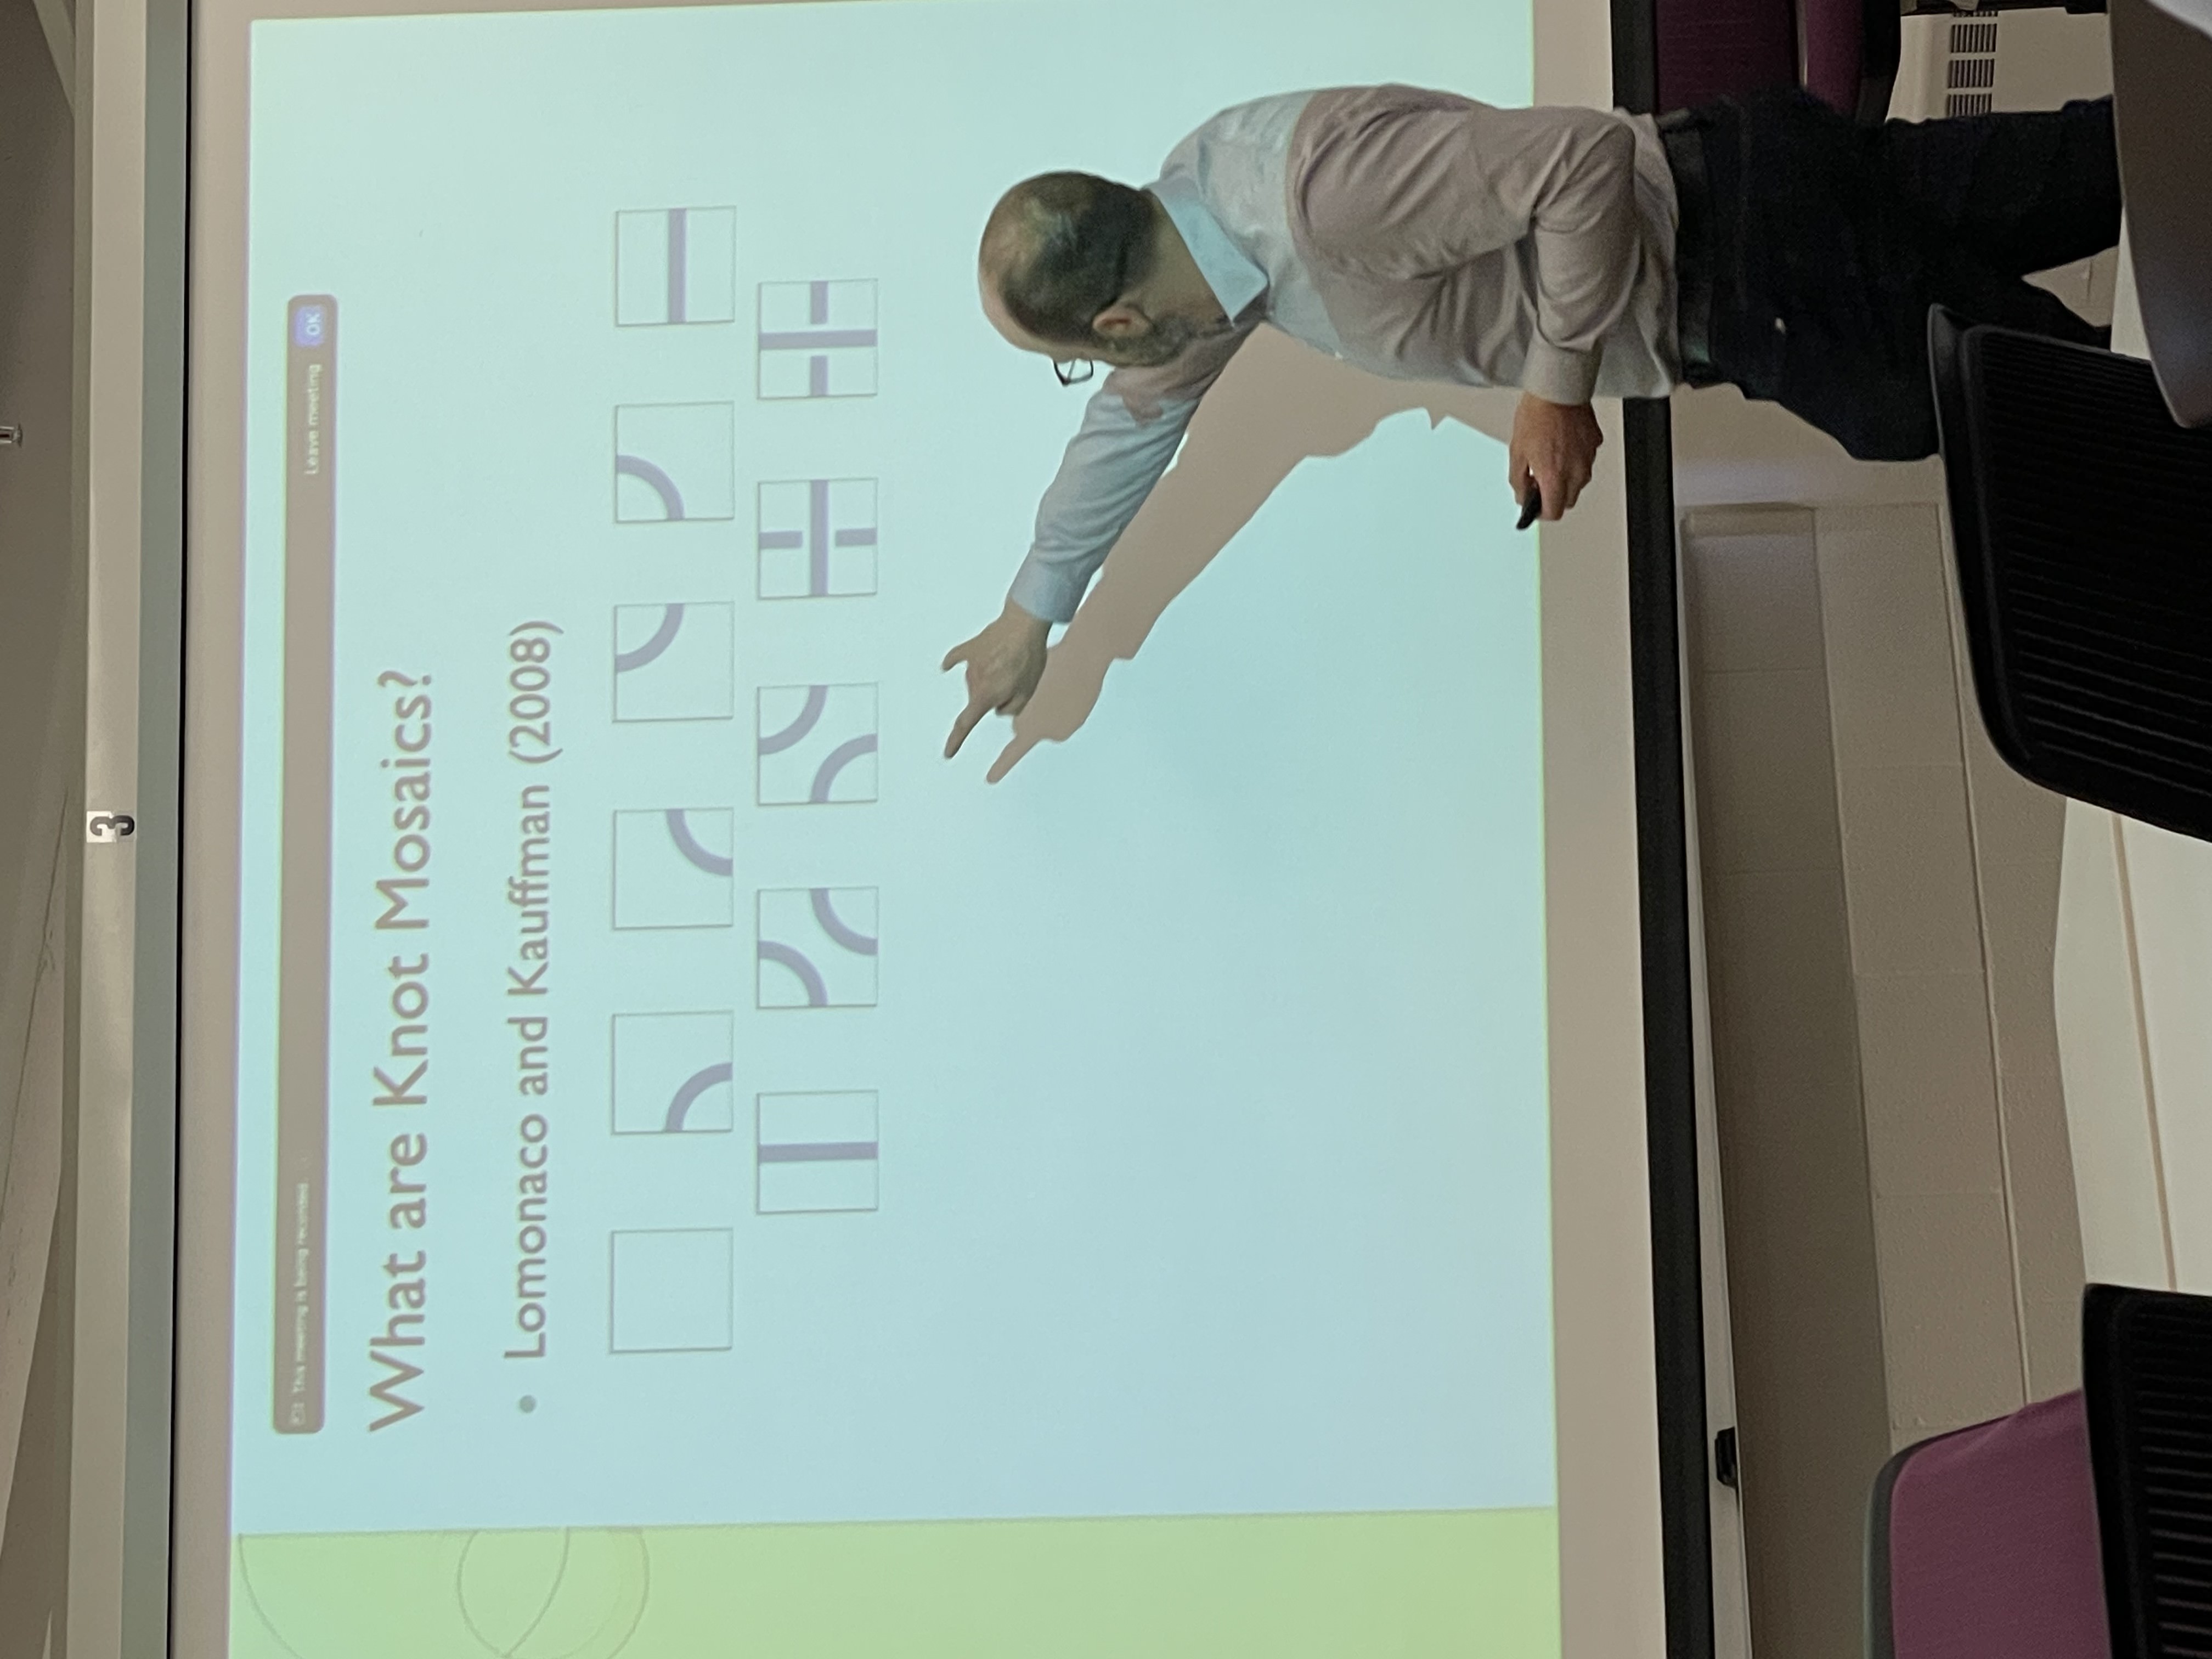 3
This meeting is being recorded.
Leave meeting OK
What are Knot Mosaics?
• Lomonaco and Kauffman (2008)